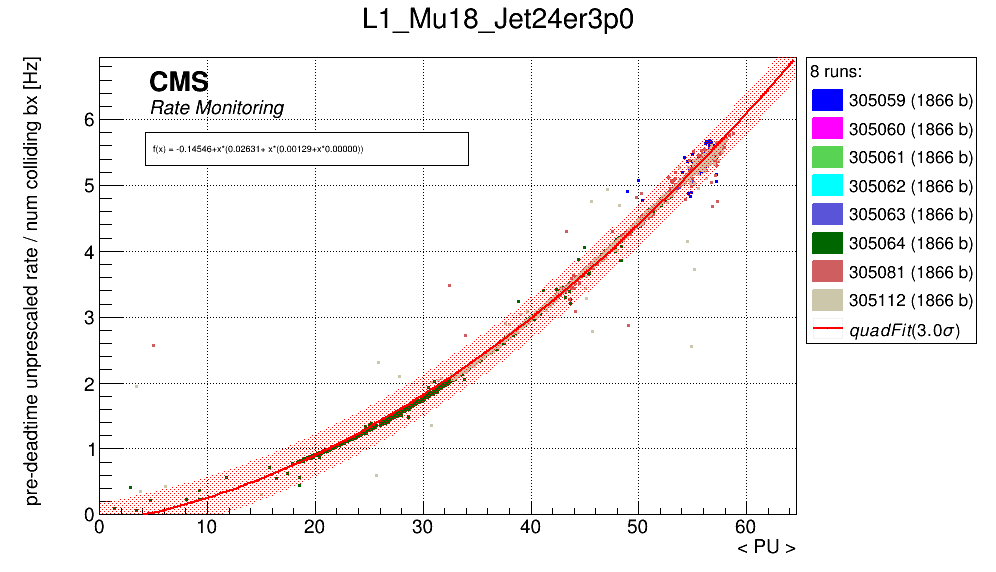 L1_Mu18_Jet24er3p0
pre-deadtime unprescaled rate / num colliding bx [Hz]
CMS
Rate Monitoring
f(x) = -0.14546+x*(0.02631+ x*(0.00129+x*0.00000))
6
5
4
3
2
1
0
0 10 20 30 40 50 60
< PU >
8 runs:
305059 (1866 b)
305060 (1866 b)
305061 (1866 b)
305062 (1866 b)
305063 (1866 b)
305064 (1866 b)
305081 (1866 b)
305112 (1866 b)
quadFit(3.0σ)